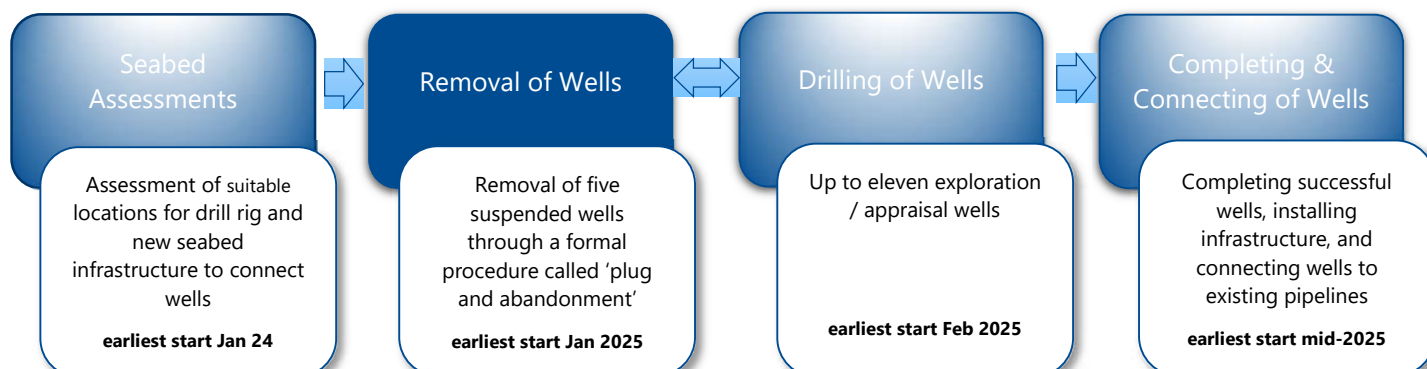 Seabed
Assessments
Assessment of suitable
locations for drill rig and
new seabed
infrastructure to connect
wells
earliest start Jan 24
Removal of Wells
Removal of five
suspended wells
through a formal
procedure called ‘plug
and abandonment’
earliest start Jan 2025
Drilling of Wells
Up to eleven exploration
/ appraisal wells
earliest start Feb 2025
Completing &
Connecting of Wells
Completing successful
wells, installing
infrastructure, and
connecting wells to
existing pipelines
earliest start mid-2025